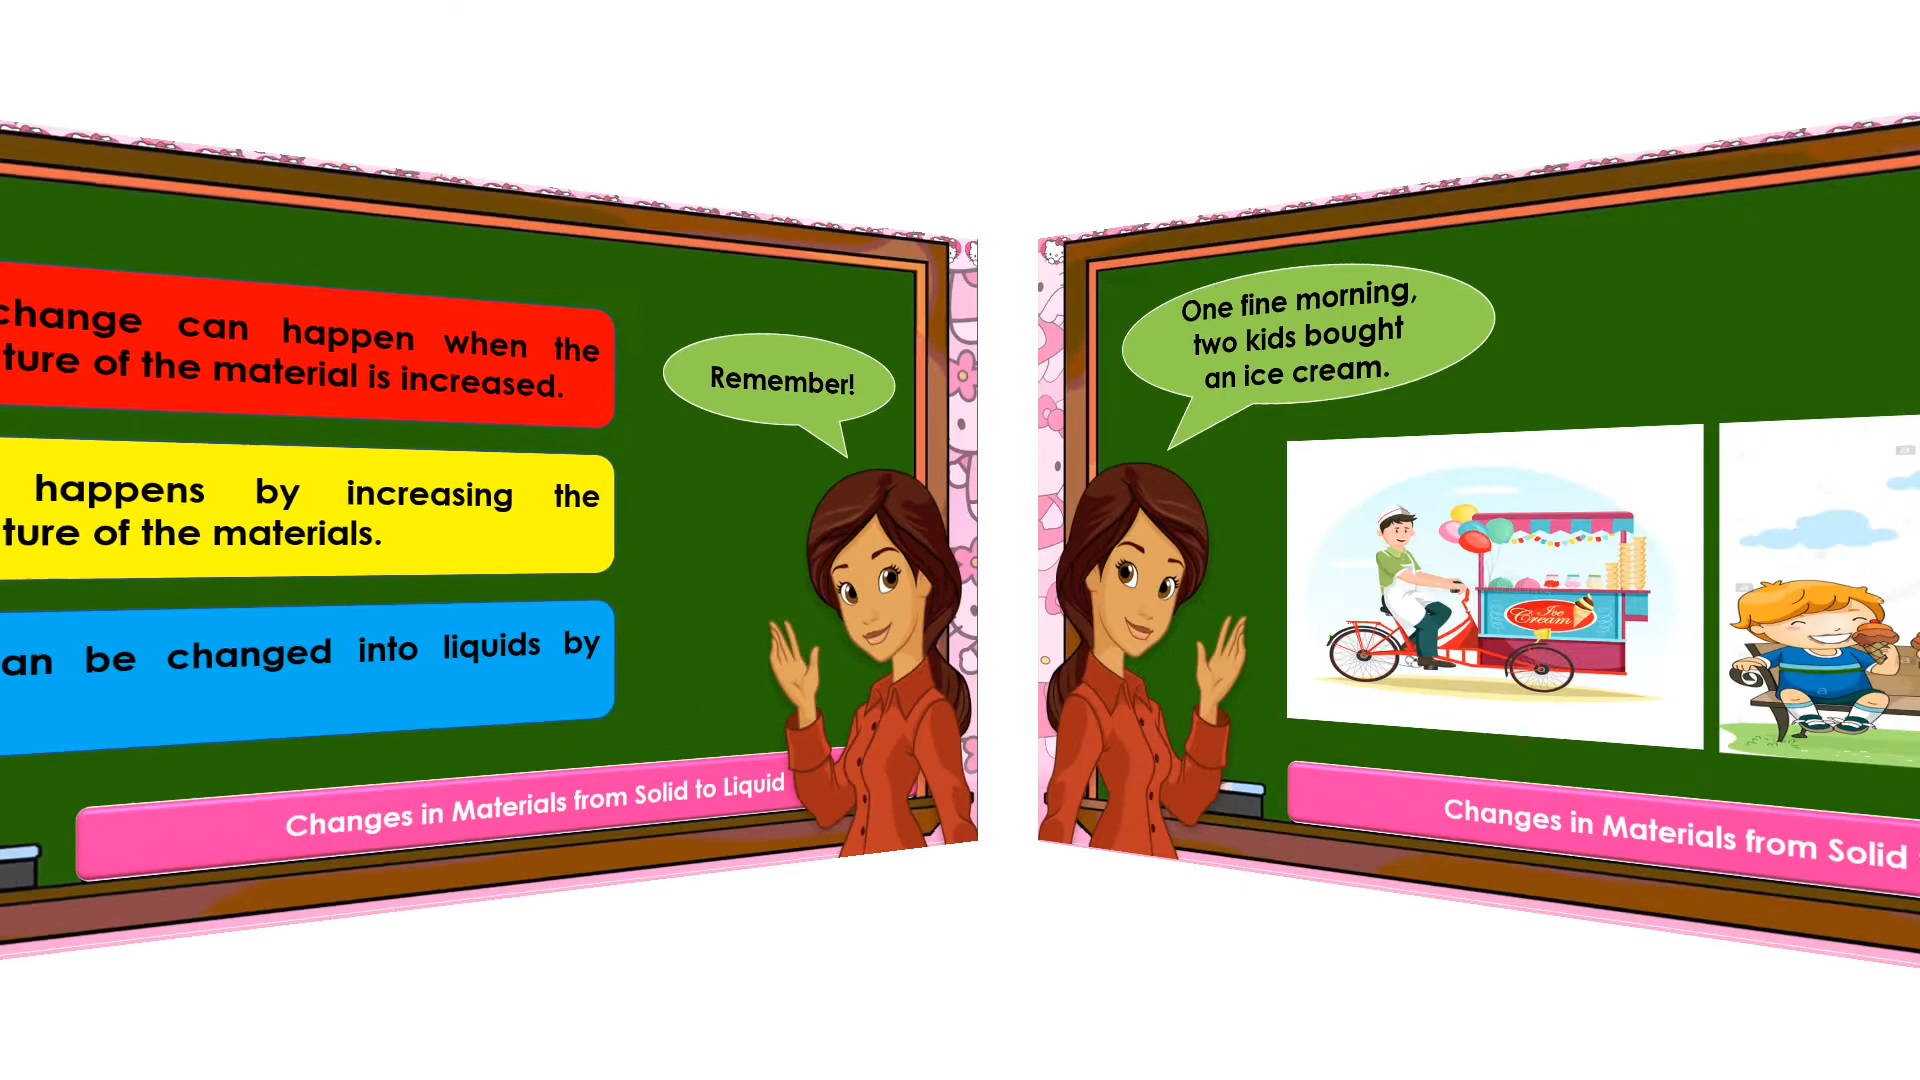 change can happen when the
ture of the material is increased.
happens by increasing the
ture of the materials.
an be changed into liquids by
Remember!
Changes in Materials from Solid to Liquid
One fine morning,
two kids bought
an ice cream.
Ice
Cream
Changes in Materials from Solid